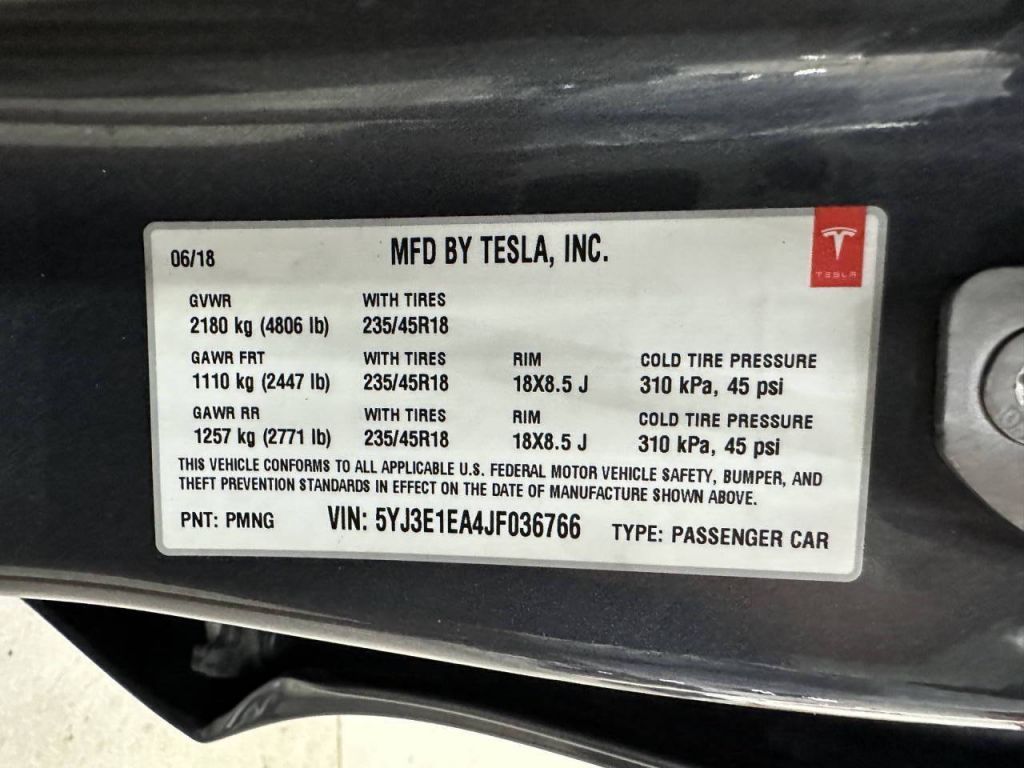 06/18 MFD BY TESLA, INC.
TESLA
GVWR WITH TIRES
2180 kg (4806 lb) 235/45R18
GAWR FRT WITH TIRES RIM COLD TIRE PRESSURE
1110 kg (2447 lb) 235/45R18 18X8.5 J 310 kPa, 45 psi
GAWR RR WITH TIRES RIM COLD TIRE PRESSURE
1257 kg (2771 lb) 235/45R18 18X8.5 J 310 kPa, 45 psi
THIS VEHICLE CONFORMS TO ALL APPLICABLE U.S. FEDERAL MOTOR VEHICLE SAFETY, BUMPER, AND
THEFT PREVENTION STANDARDS IN EFFECT ON THE DATE OF MANUFACTURE SHOWN ABOVE.
PNT: PMNG VIN: 5YJ3E1EA4JF036766 TYPE: PASSENGER CAR